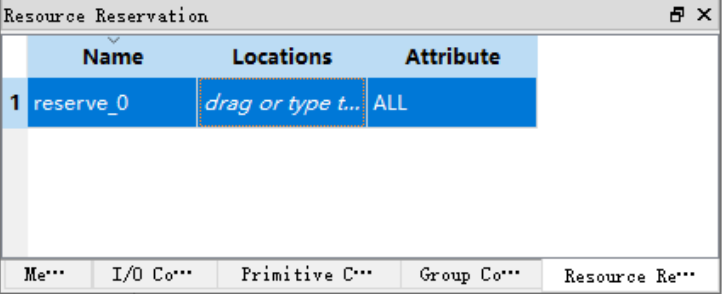 Resource Reservation
Name Locations Attribute
1 reserve_0 drag or type t... ALL
Me... I/O Co... Primitive C... Group Co... Resource Re...